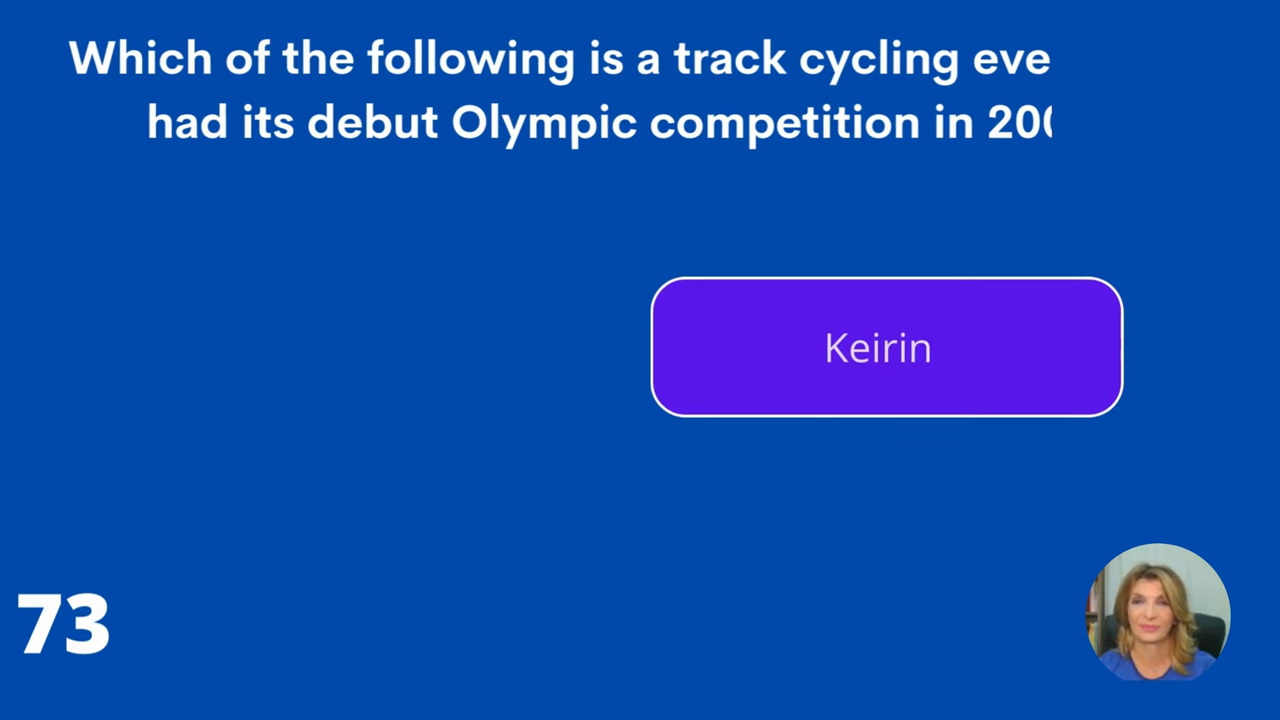 Which of the following is a track cycling eve
had its debut Olympic competition in 200
Keirin
73